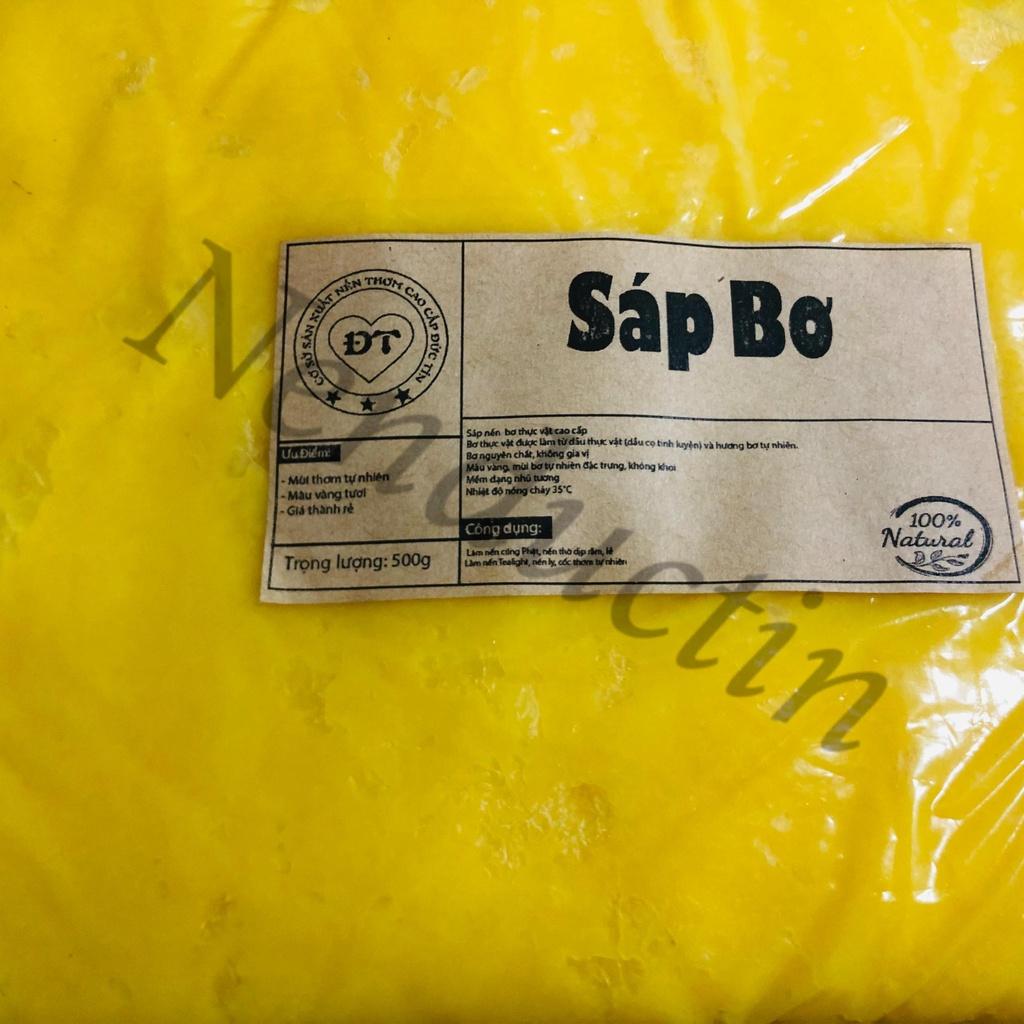 CƠ SỞ SẢN XUẤT NẾN THƠM CAO CẤP ĐỨC TÍN
ĐT
Sáp Bơ
Ưu Điểm:
- Mùi thơm tự nhiên
- Màu vàng tươi
- Giá thành rẻ
Trọng lượng: 500g
Sáp nến bơ thực vật cao cấp
Bơ thực vật được làm từ dầu thực vật (dầu cọ tinh luyện) và hương bơ tự nhiên.
Bơ nguyên chất, không gia vị
Màu vàng, mùi bơ tự nhiên đặc trưng, không khói
Mềm dạng nhũ tương
Nhiệt độ nóng chảy 35°C
Công dụng:
Làm nến cúng Phật, nến thờ dịp rằm, lễ
Làm nến Tealight, nến ly, cốc thơm tự nhiên
100%
Natural
Nenductin